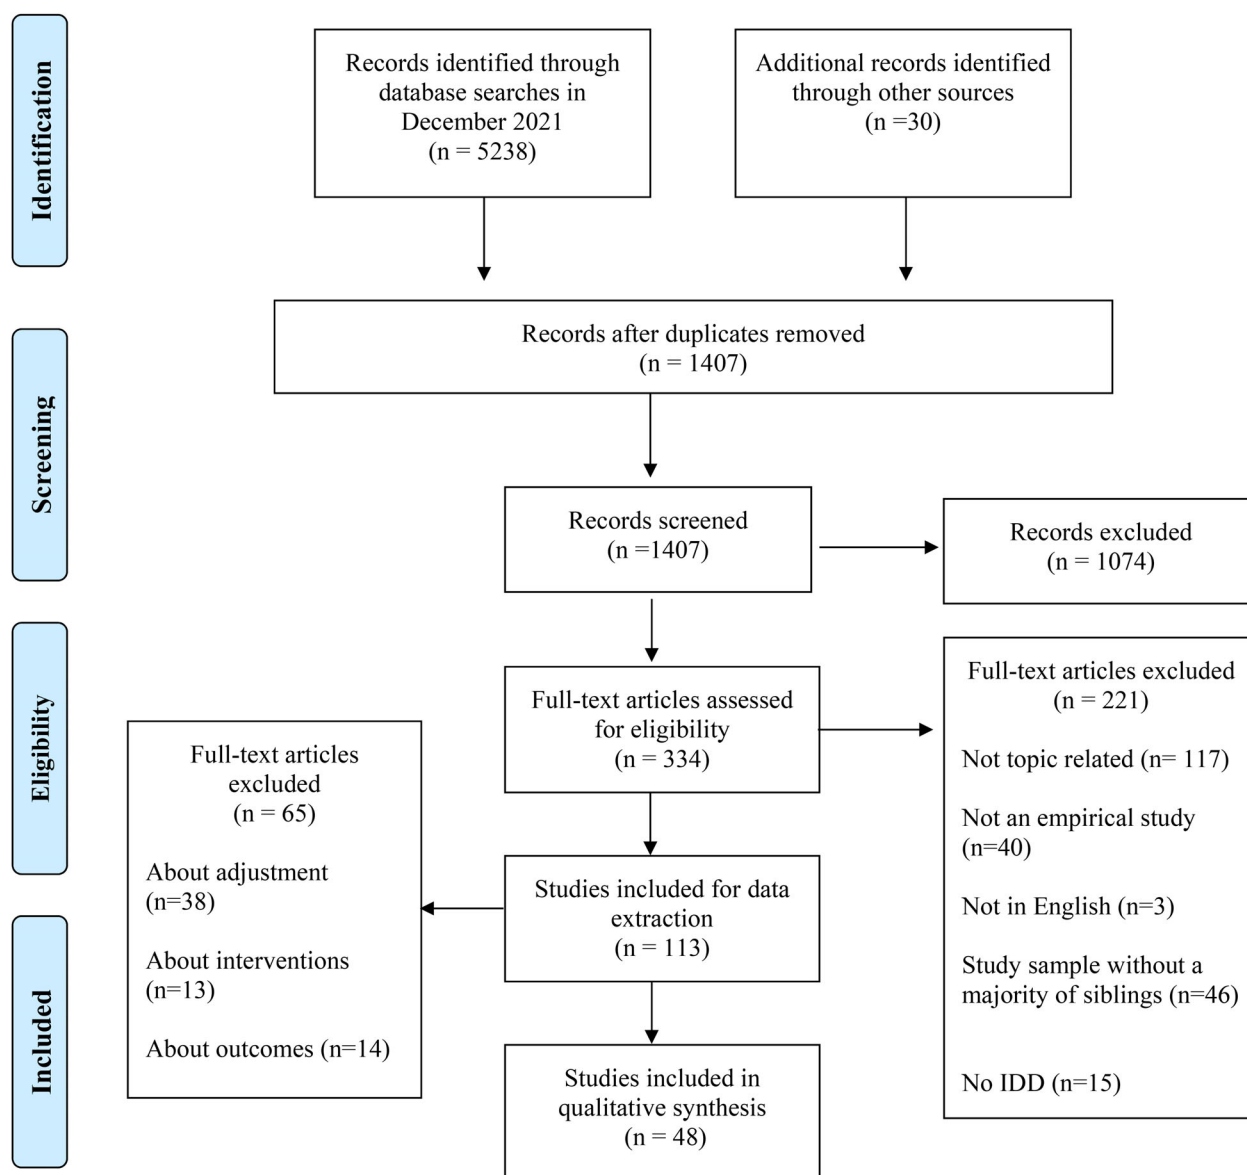 Identification
Records identified through
database searches in
December 2021
(n = 5238)
Additional records identified
through other sources
(n =30)
Records after duplicates removed
(n = 1407)
Screening
Records screened
(n =1407)
Records excluded
(n = 1074)
Eligibility
Full-text articles assessed
for eligibility
(n = 334)
Full-text articles excluded
(n = 221)
Not topic related (n= 117)
Not an empirical study
(n=40)
Not in English (n=3)
Study sample without a
majority of siblings (n=46)
No IDD (n=15)
Full-text articles
excluded
(n = 65)
About adjustment
(n=38)
About interventions
(n=13)
About outcomes (n=14)
Studies included for data
extraction
(n = 113)
Included
Studies included in
qualitative synthesis
(n = 48)